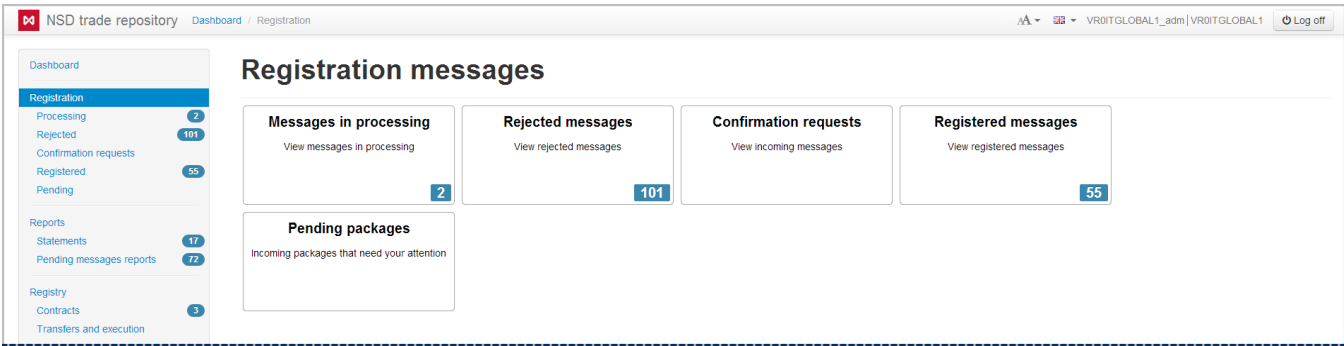 NSD trade repository Dashboard / Registration AA VR0ITGLOBAL1_adm | VR0ITGLOBAL1 Log off
Dashboard
Registration
Processing 2
Rejected 101
Confirmation requests
Registered 55
Pending
Reports
Statements 17
Pending messages reports 72
Registry
Contracts 3
Transfers and execution
Registration messages
Messages in processing
View messages in processing
2
Rejected messages
View rejected messages
101
Confirmation requests
View incoming messages
Registered messages
View registered messages
55
Pending packages
Incoming packages that need your attention